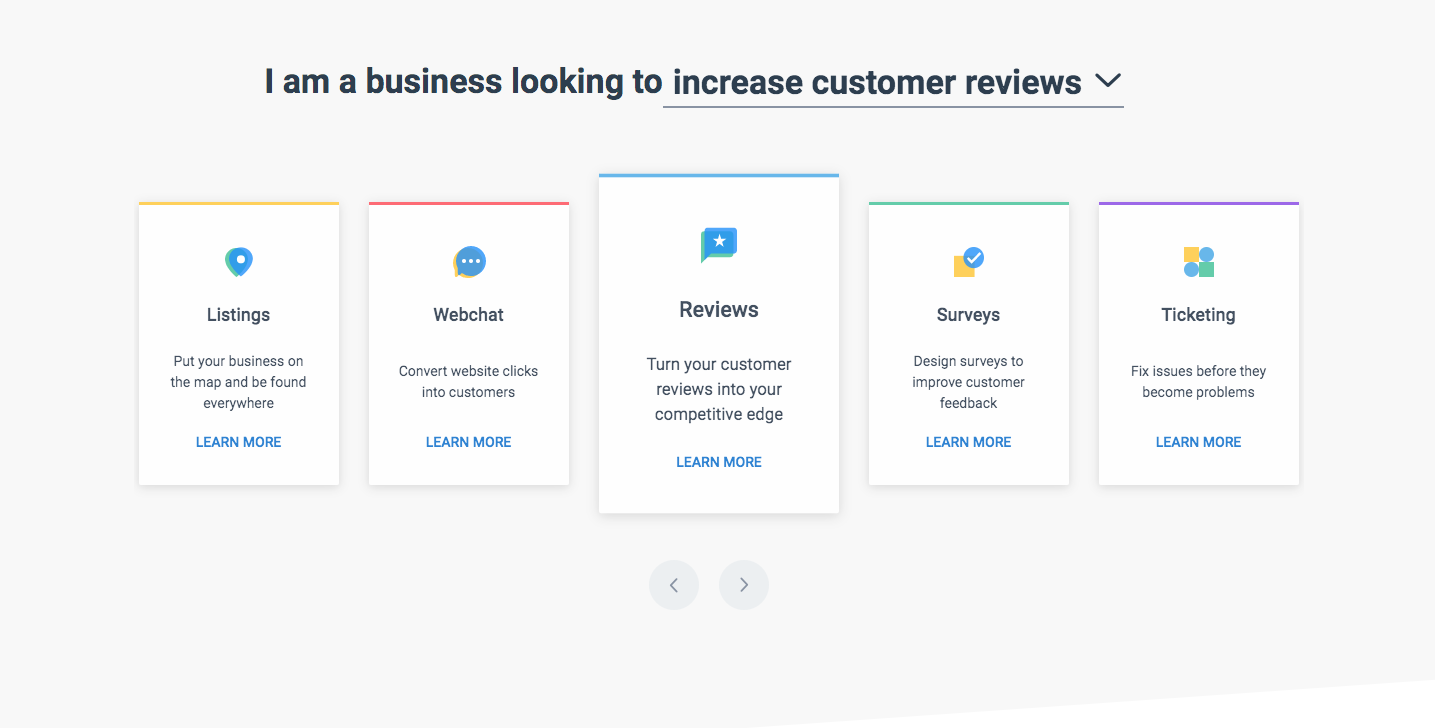 I am a business looking to increase customer reviews
Listings
Put your business on
the map and be found
everywhere
LEARN MORE
Webchat
Convert website clicks
into customers
LEARN MORE
Reviews
Turn your customer
reviews into your
competitive edge
LEARN MORE
Surveys
Design surveys to
improve customer
feedback
LEARN MORE
Ticketing
Fix issues before they
become problems
LEARN MORE